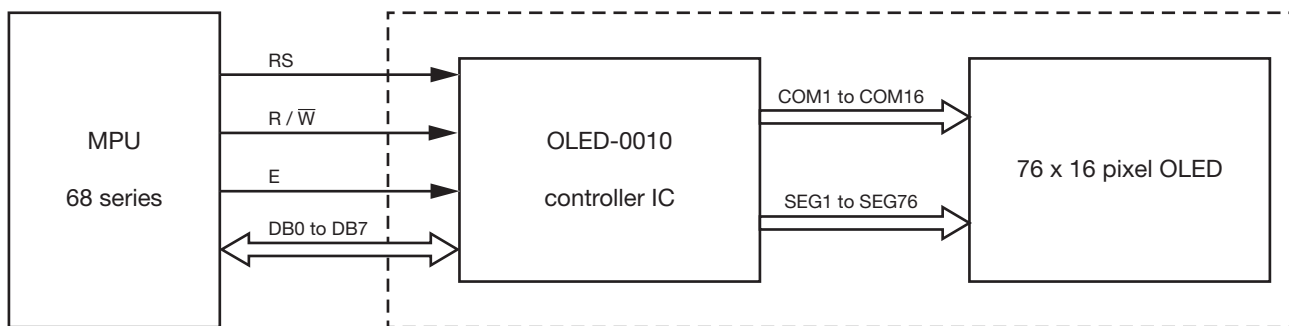 MPU
68 series
RS
R / W̅
E
DB0 to DB7
OLED-0010
controller IC
COM1 to COM16
SEG1 to SEG76
76 x 16 pixel OLED